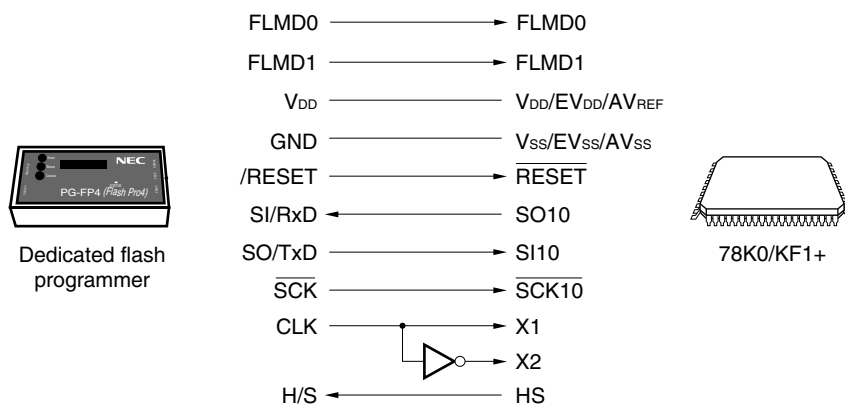 FLMD0 FLMD0
FLMD1 FLMD1
VDD VDD/EVDD/AVREF
GND VSS/EVSS/AVSS
/RESET RESET
SI/RxD SO10
SO/TxD SI10
SCK SCK10
CLK X1
X2
H/S HS
NEC
PG-FP4 (Flash Pro4)
Dedicated flash
programmer
78K0/KF1+